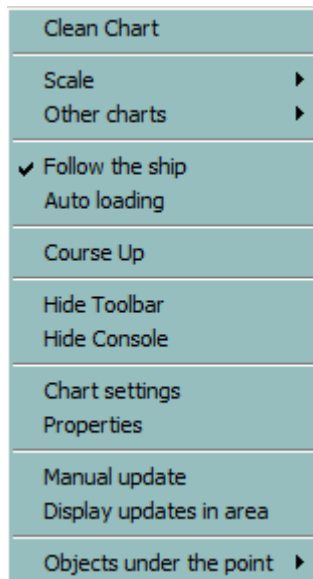 Clean Chart
Scale
Other charts
Follow the ship
Auto loading
Course Up
Hide Toolbar
Hide Console
Chart settings
Properties
Manual update
Display updates in area
Objects under the point